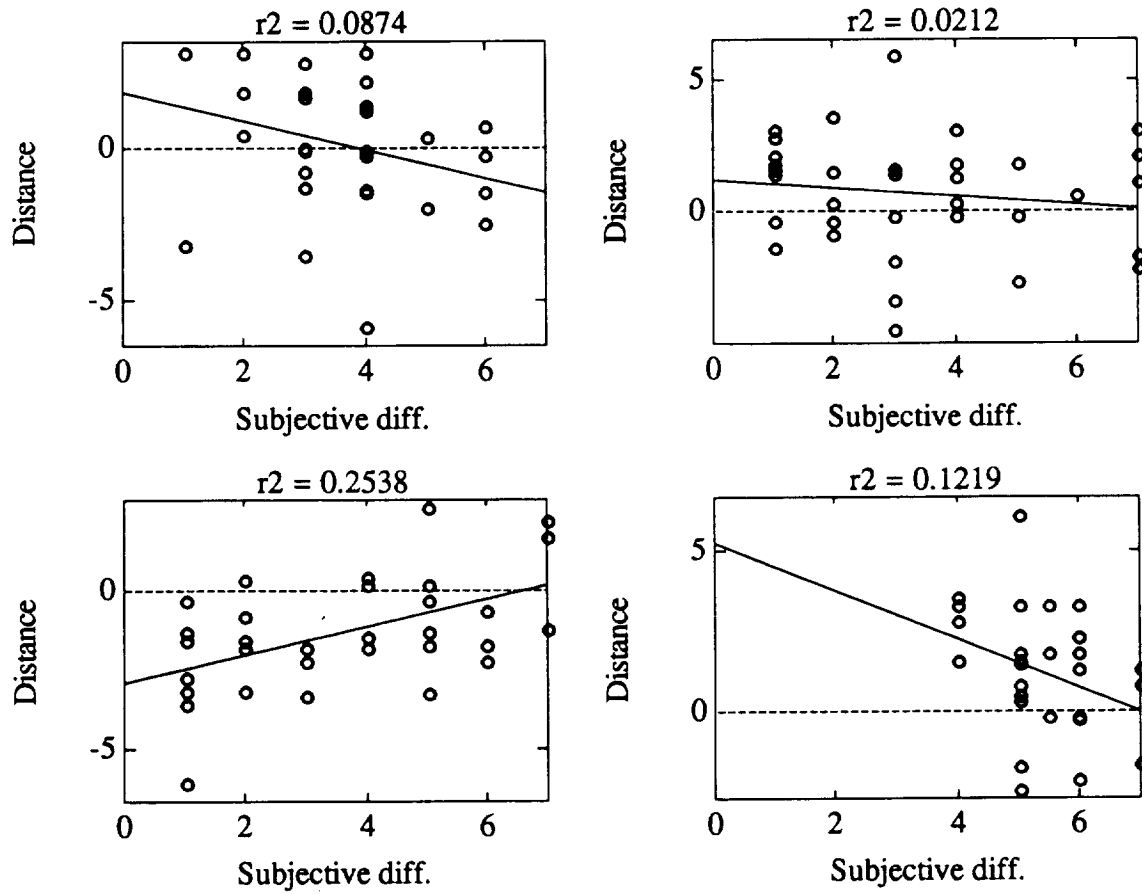 r2 = 0.0874
Distance
0
-5
0 2 4 6
Subjective diff.
r2 = 0.0212
Distance
5
0
0 2 4 6
Subjective diff.
r2 = 0.2538
Distance
0
-5
0 2 4 6
Subjective diff.
r2 = 0.1219
Distance
5
0
0 2 4 6
Subjective diff.